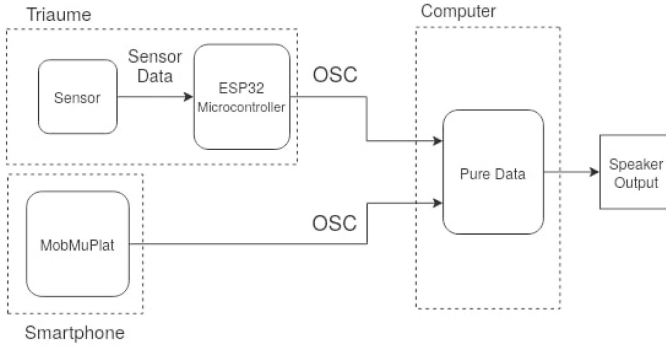 Triaume
Computer
Sensor
Data
OSC
Sensor
ESP32
Microcontroller
Pure Data
Speaker
Output
MobMuPlat
OSC
Smartphone